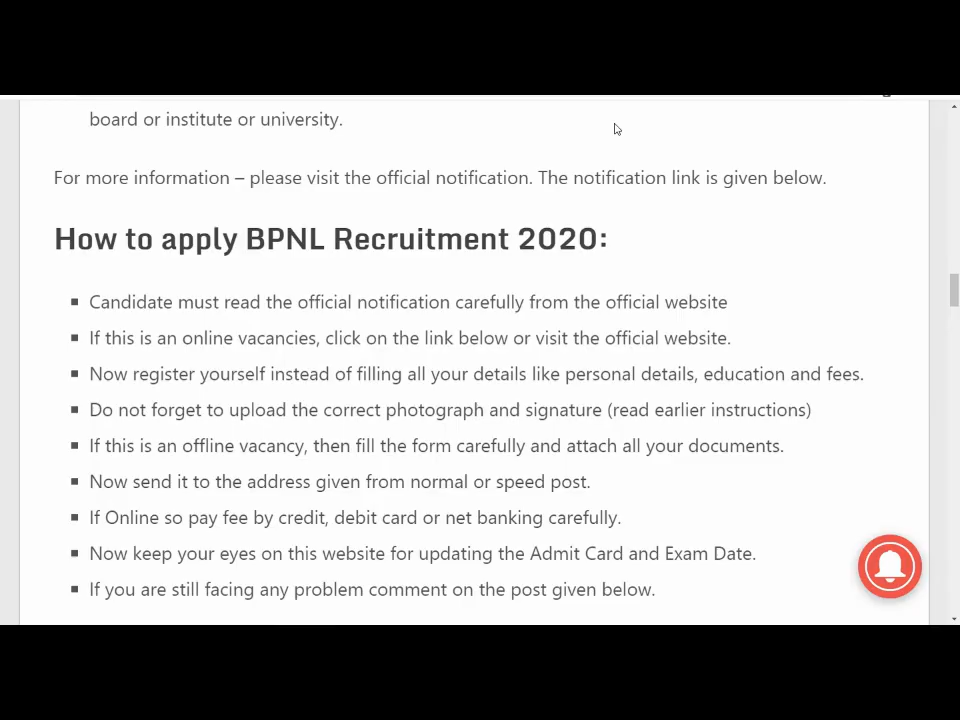 board or institute or university.
For more information – please visit the official notification. The notification link is given below.
How to apply BPNL Recruitment 2020:
Candidate must read the official notification carefully from the official website
If this is an online vacancies, click on the link below or visit the official website.
Now register yourself instead of filling all your details like personal details, education and fees.
Do not forget to upload the correct photograph and signature (read earlier instructions)
If this is an offline vacancy, then fill the form carefully and attach all your documents.
Now send it to the address given from normal or speed post.
If Online so pay fee by credit, debit card or net banking carefully.
Now keep your eyes on this website for updating the Admit Card and Exam Date.
If you are still facing any problem comment on the post given below.